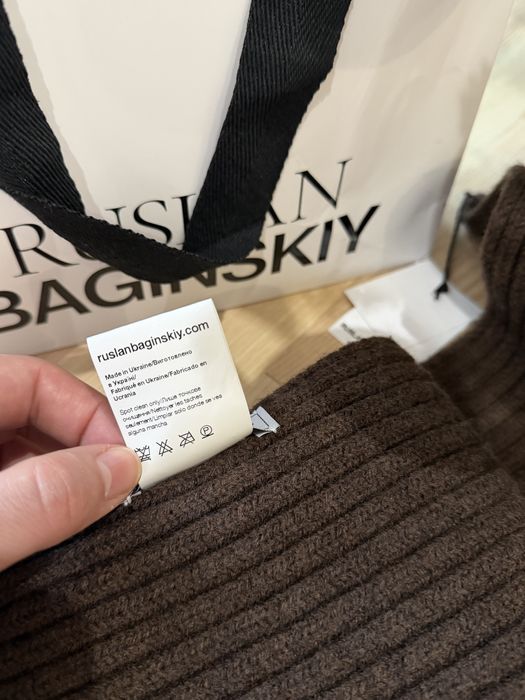 RUSLAN
BAGINSKIY
ruslanbaginskiy.com
Made in Ukraine/Виготовлено
в Україні/
Fabriqué en Ukraine/Fabricado en
Ucrania
Spot clean only/Лише точкове
очищення/Nettoyer les taches
seulement/Limpiar solo donde se vea
alguna mancha